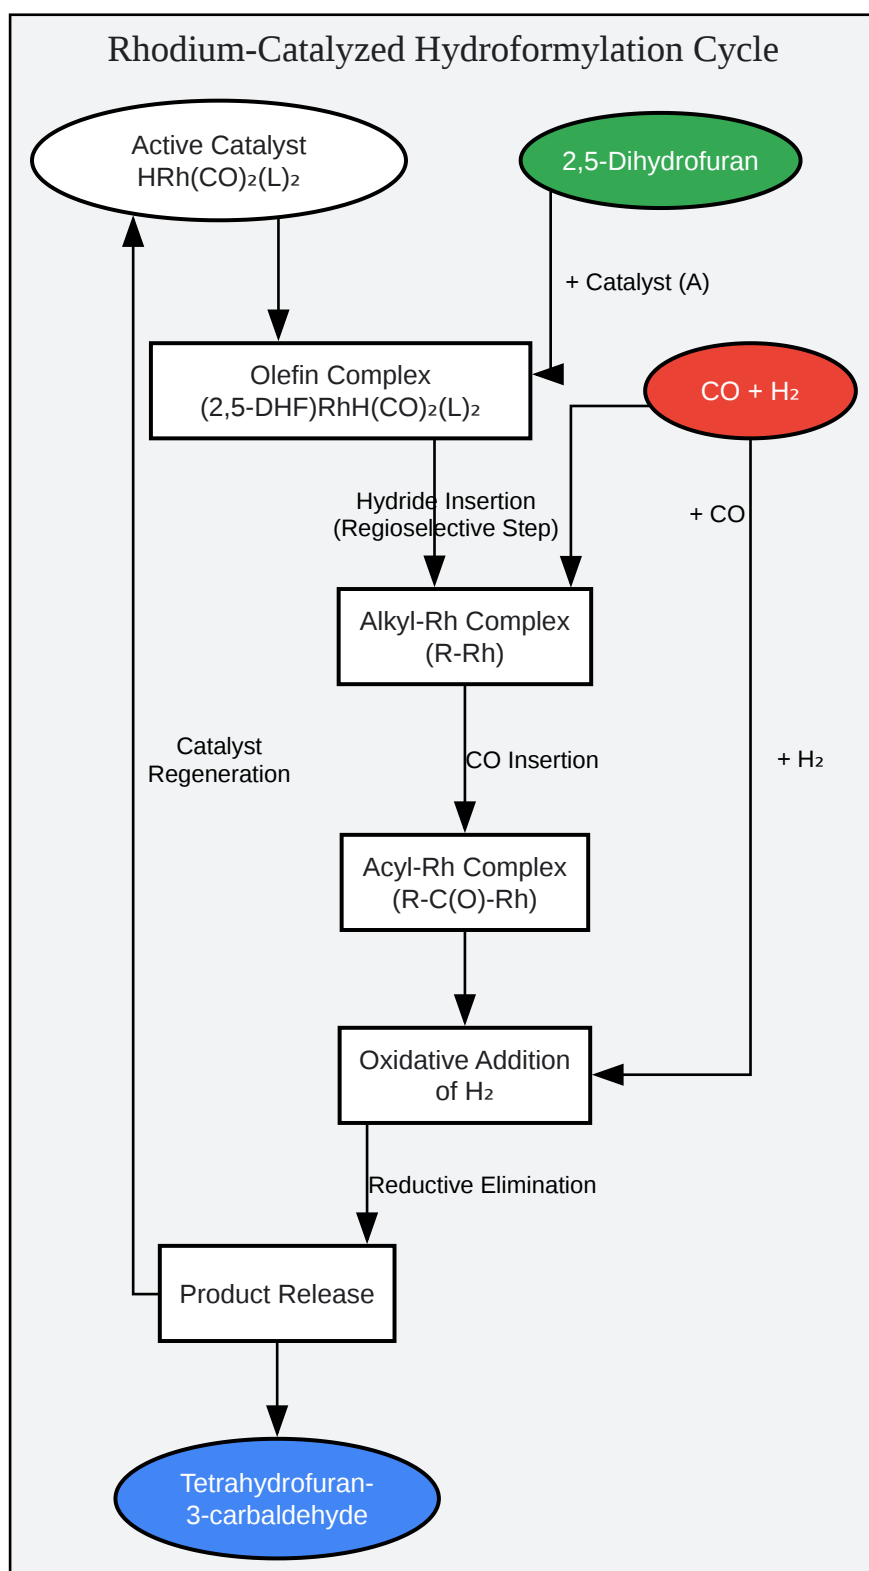 Rhodium-Catalyzed Hydroformylation Cycle
Active Catalyst
HRh(CO)₂(L)₂
2,5-Dihydrofuran
+ Catalyst (A)
Olefin Complex
(2,5-DHF)RhH(CO)₂(L)₂
CO + H₂
Hydride Insertion
(Regioselective Step)
+ CO
Alkyl-Rh Complex
(R-Rh)
Catalyst
Regeneration
CO Insertion
+ H₂
Acyl-Rh Complex
(R-C(O)-Rh)
Oxidative Addition
of H₂
Reductive Elimination
Product Release
Tetrahydrofuran-
3-carbaldehyde